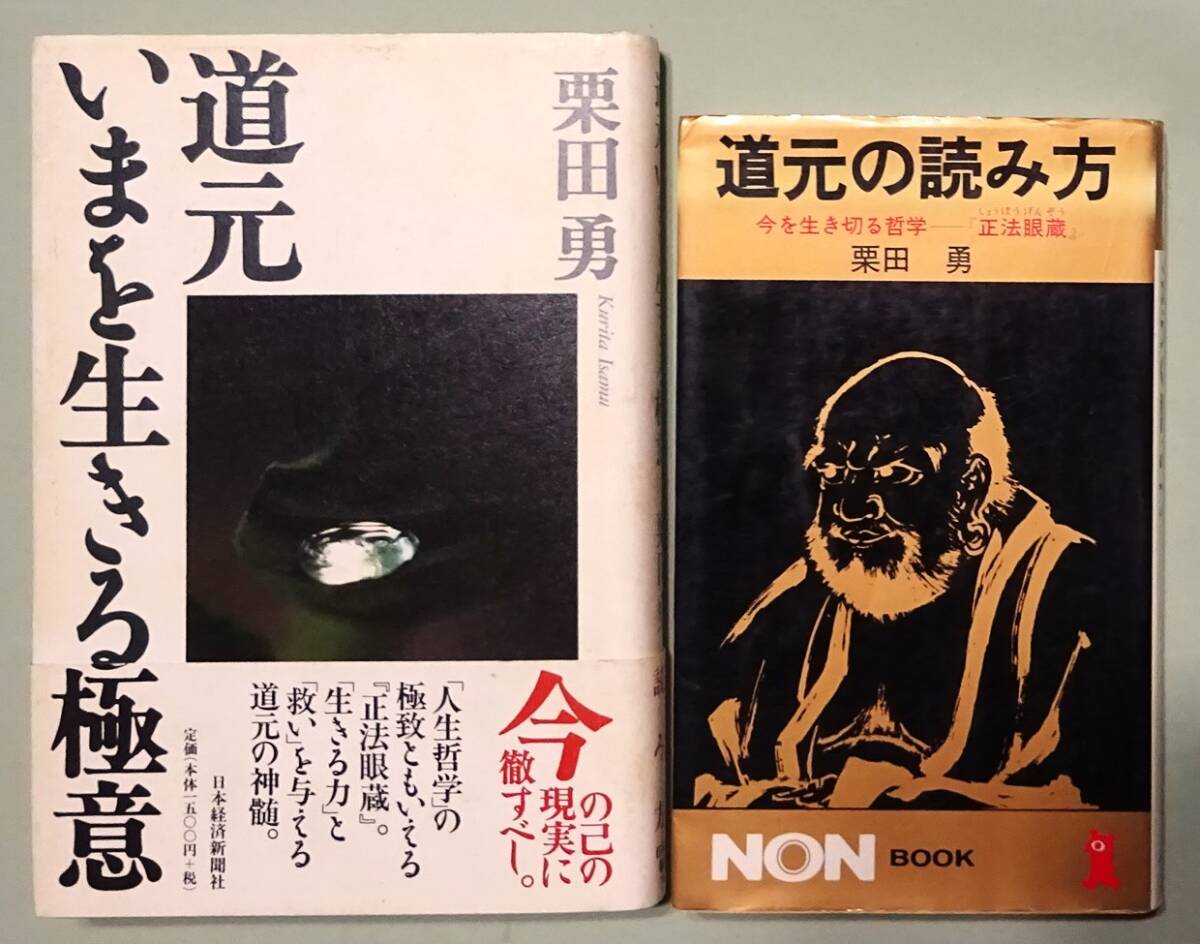 栗田 勇
Kurita Isamu
道元
いまを生きる極意
今の己の
現実に
徹すべし。
「人生哲学」の
極致ともいえる
『正法眼蔵』。
「生きる力」と
「救い」を与える
道元の神髄。
日本経済新聞社
定価(本体一五〇〇円+税)
道元の読み方
しょうぼうげんぞう
今を生き切る哲学——『正法眼蔵』
栗田 勇
NON BOOK